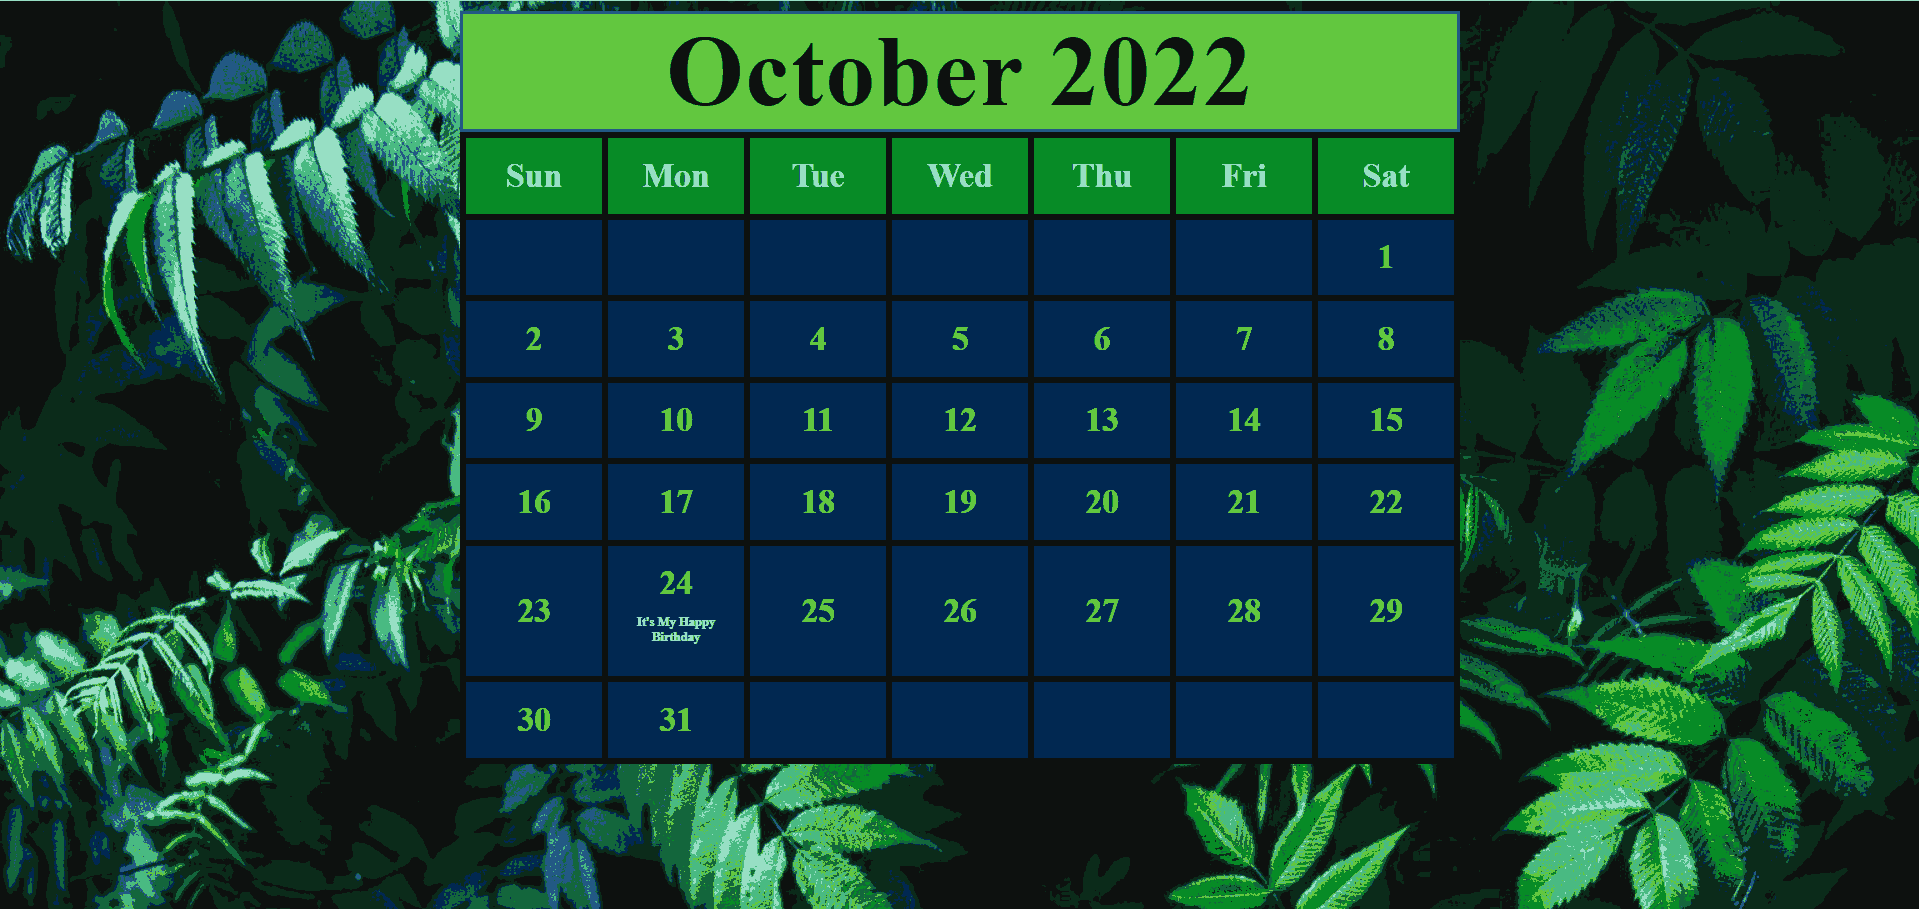 October 2022
Sun Mon Tue Wed Thu Fri Sat
1
2 3 4 5 6 7 8
9 10 11 12 13 14 15
16 17 18 19 20 21 22
23 24 25 26 27 28 29
It's My Happy
Birthday
30 31